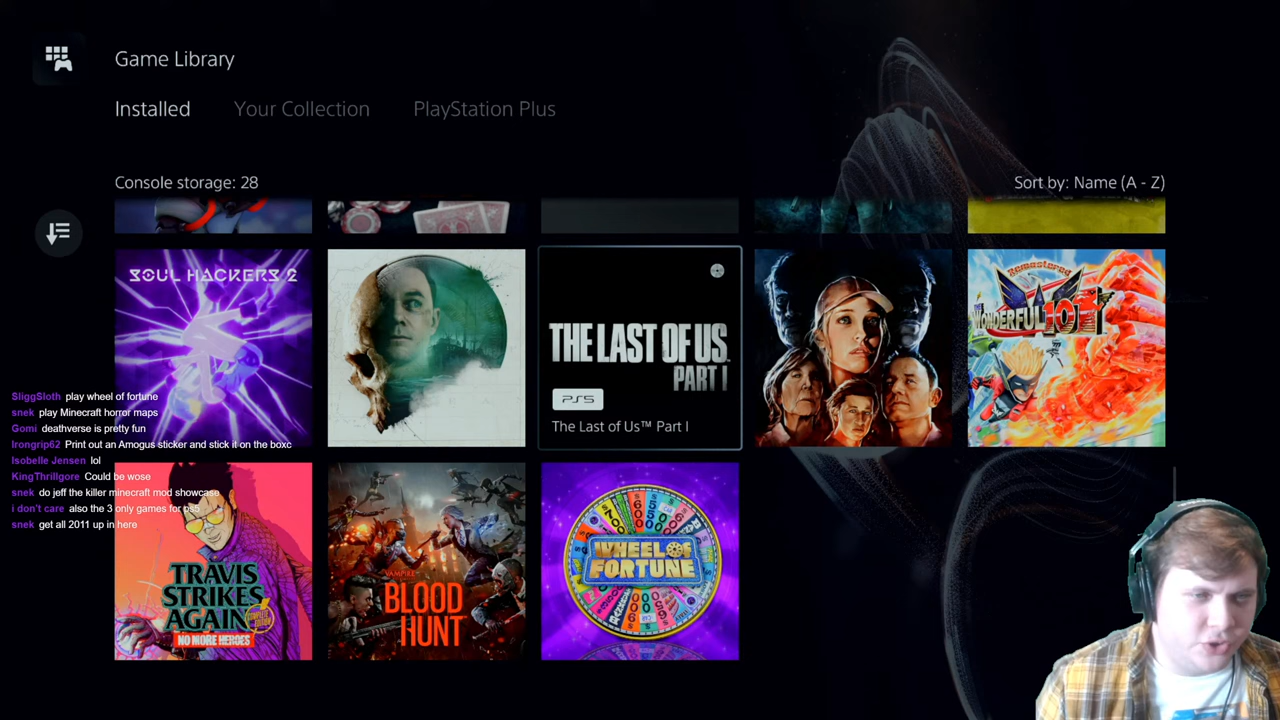 Game Library
Installed Your Collection PlayStation Plus
Console storage: 28
Sort by: Name (A - Z)
SOUL HACKERS 2
THE LAST OF US
PART I
PS5
The Last of Us™ Part I
Remastered
THE WONDERFUL 101
SliggSloth play wheel of fortune
snek play Minecraft horror maps
Gomi deathverse is pretty fun
Irongrip62 Print out an Amogus sticker and stick it on the boxc
Isobelle Jensen lol
KingThrillgore Could be wose
snek do jeff the killer minecraft mod showcase
i don't care also the 3 only games for ps5
snek get all 2011 up in here
TRAVIS
STRIKES
AGAIN
NO MORE HEROES
VAMPIRE
BLOOD
HUNT
WHEEL OF
FORTUNE